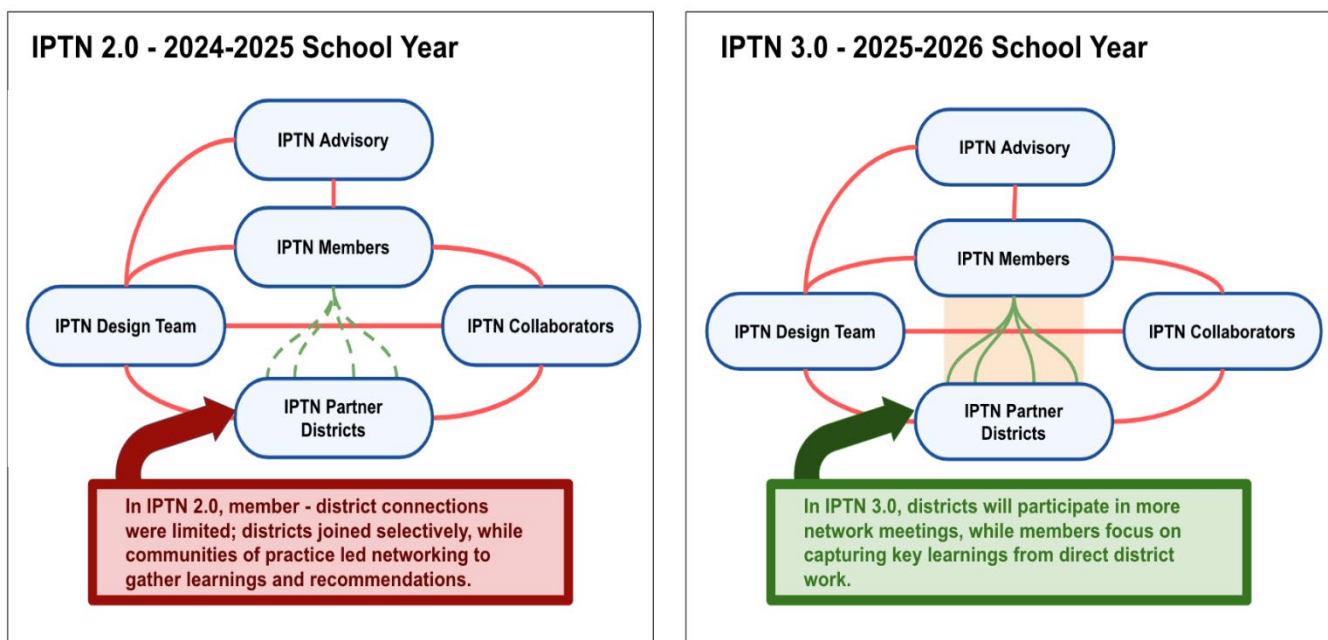 IPTN 2.0 - 2024-2025 School Year
IPTN Advisory
IPTN Members
IPTN Design Team
IPTN Collaborators
IPTN Partner
Districts
In IPTN 2.0, member - district connections
were limited; districts joined selectively, while
communities of practice led networking to
gather learnings and recommendations.
IPTN 3.0 - 2025-2026 School Year
IPTN Advisory
IPTN Members
IPTN Design Team
IPTN Collaborators
IPTN Partner
Districts
In IPTN 3.0, districts will participate in more
network meetings, while members focus on
capturing key learnings from direct district
work.